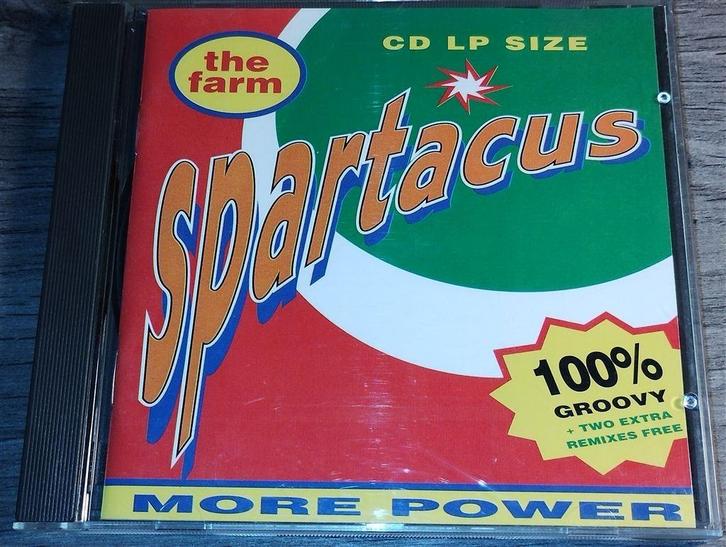 the
farm
CD LP SIZE
spartacus
100%
GROOVY
+ TWO EXTRA
REMIXES FREE
MORE POWER